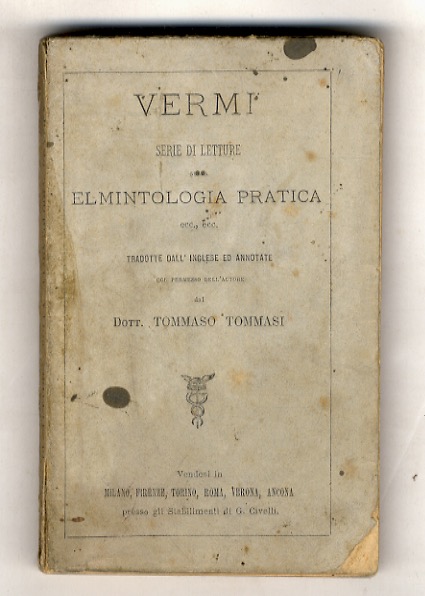 VERMI
SERIE DI LETTURE
ELMINTOLOGIA PRATICA
ecc., ecc.
TRADOTTE DALL' INGLESE ED ANNOTATE
COL PERMESSO DELL'AUTORE
dal
DOTT. TOMMASO TOMMASI
Vendesi in
MILANO, FIRENZE, TORINO, ROMA, VERONA, ANCONA
presso gli Stabilimenti di G. Civelli.